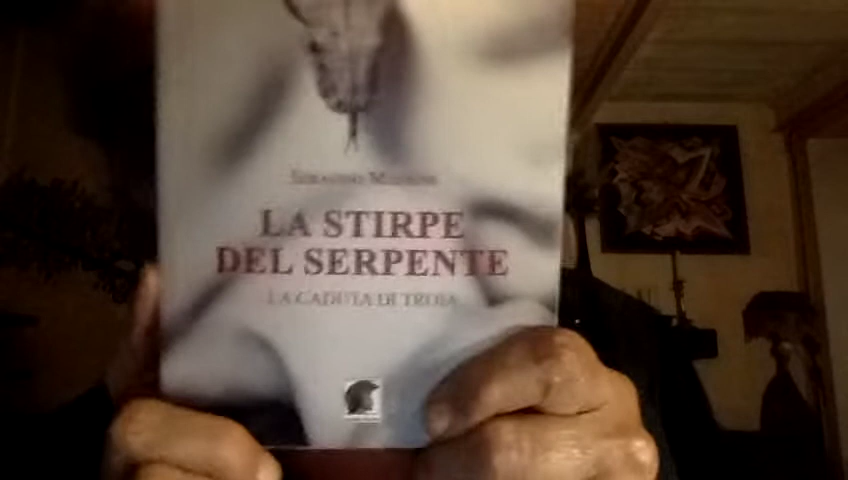 LA STIRPE
DEL SERPENTE
LA CADUTA DI TROIA